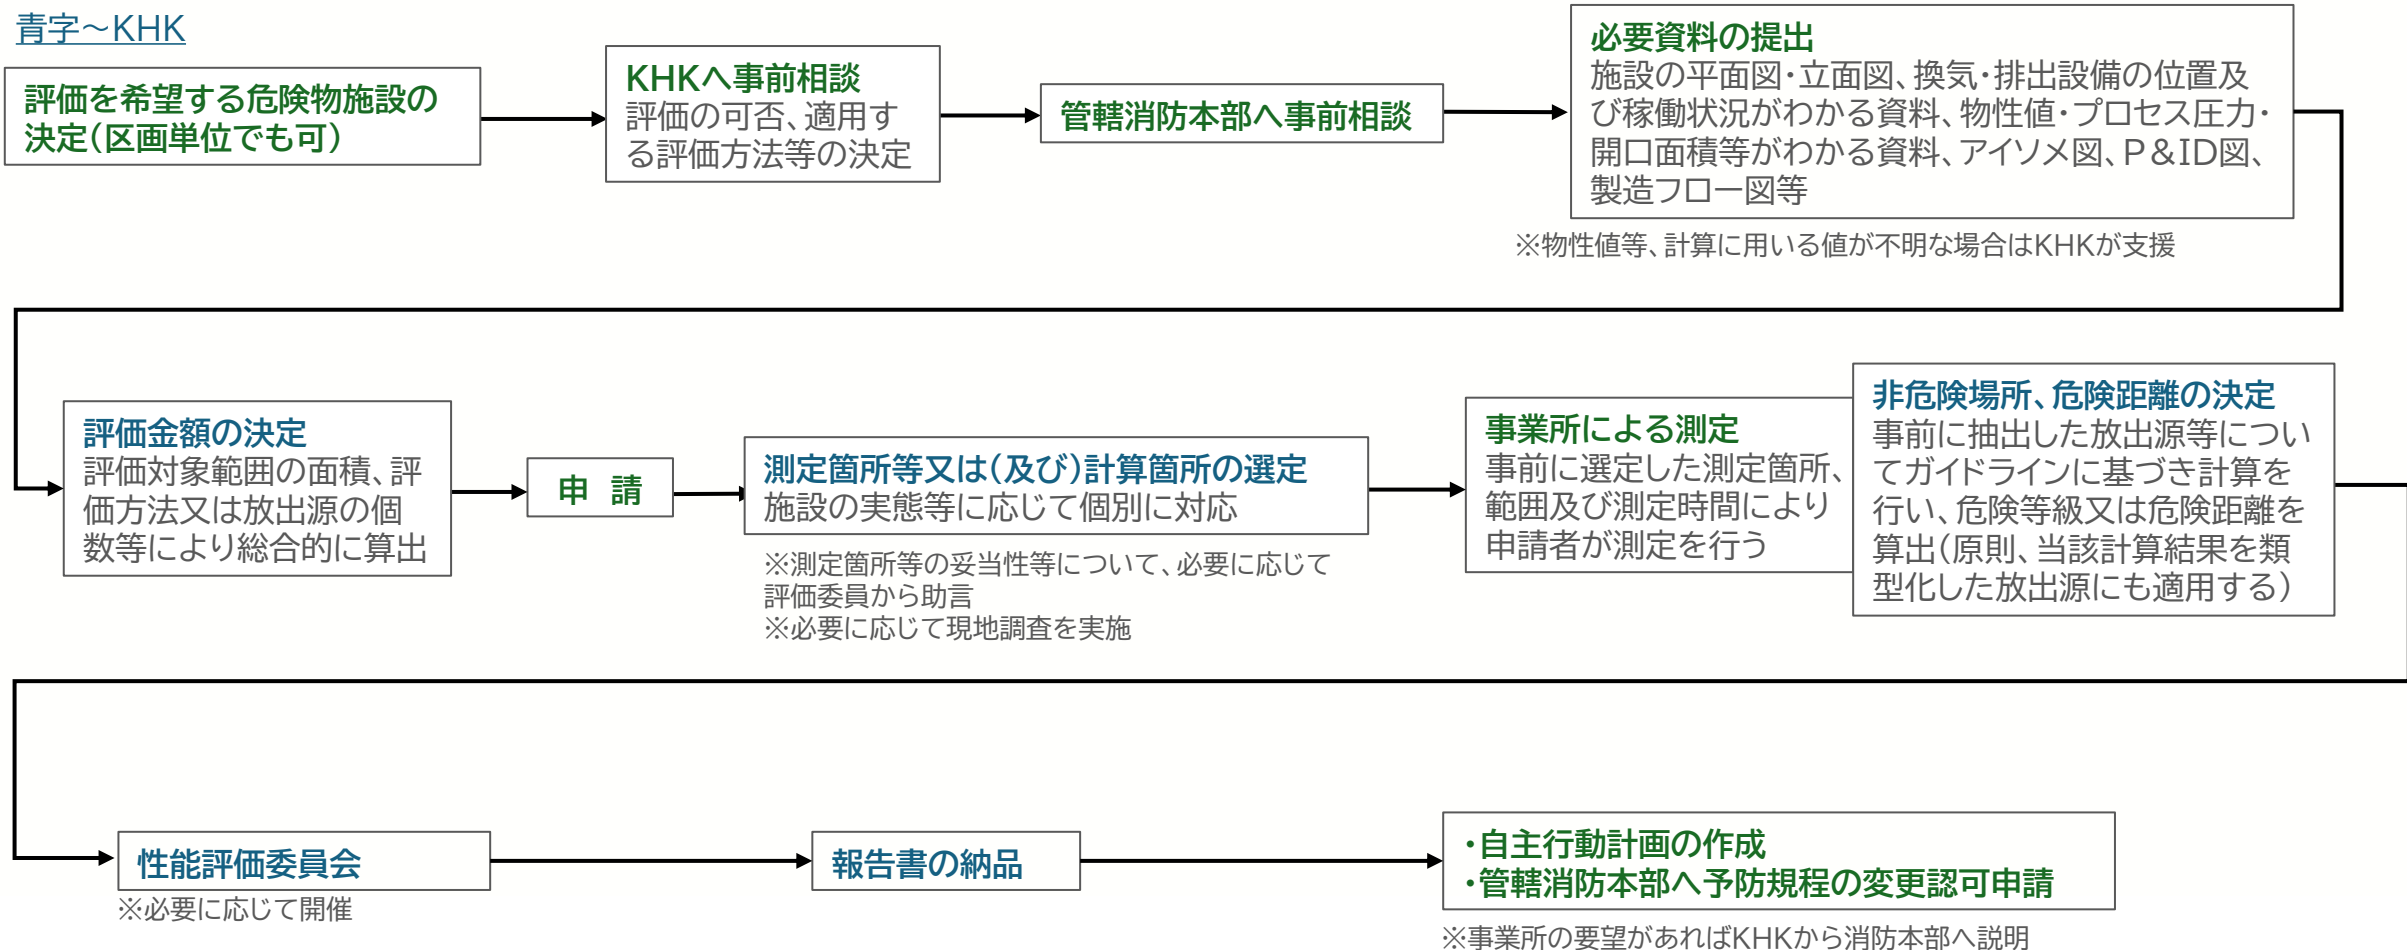 青字～KHK
評価を希望する危険物施設の
決定（区画単位でも可）
KHKへ事前相談
評価の可否、適用す
る評価方法等の決定
管轄消防本部へ事前相談
必要資料の提出
施設の平面図・立面図、換気・排出設備の位置及
び稼働状況がわかる資料、物性値・プロセス圧力・
開口面積等がわかる資料、アイソメ図、P＆ID図、
製造フロー図等
※物性値等、計算に用いる値が不明な場合はKHKが支援
評価金額の決定
評価対象範囲の面積、評
価方法又は放出源の個
数等により総合的に算出
申　請
測定箇所等又は（及び）計算箇所の選定
施設の実態等に応じて個別に対応
※測定箇所等の妥当性等について、必要に応じて
評価委員から助言
※必要に応じて現地調査を実施
事業所による測定
事前に選定した測定箇所、
範囲及び測定時間により
申請者が測定を行う
非危険場所、危険距離の決定
事前に抽出した放出源等につい
てガイドラインに基づき計算を
行い、危険等級又は危険距離を
算出（原則、当該計算結果を類
型化した放出源にも適用する）
性能評価委員会
※必要に応じて開催
報告書の納品
・自主行動計画の作成
・管轄消防本部へ予防規程の変更認可申請
※事業所の要望があればKHKから消防本部へ説明